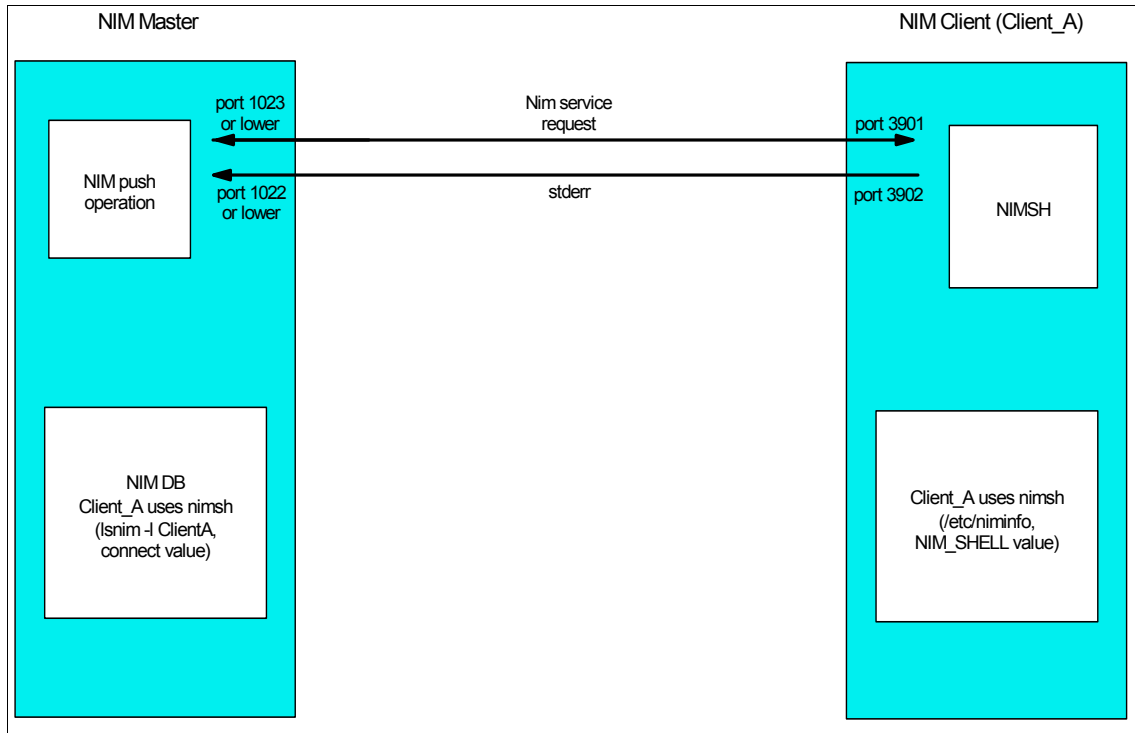 NIM Master
NIM Client (Client_A)
port 1023
or lower
Nim service
request
port 3901
NIM push
operation
port 1022
or lower
stderr
port 3902
NIMSH
NIM DB
Client_A uses nimsh
(lsnim -l ClientA,
connect value)
Client_A uses nimsh
(/etc/niminfo,
NIM_SHELL value)